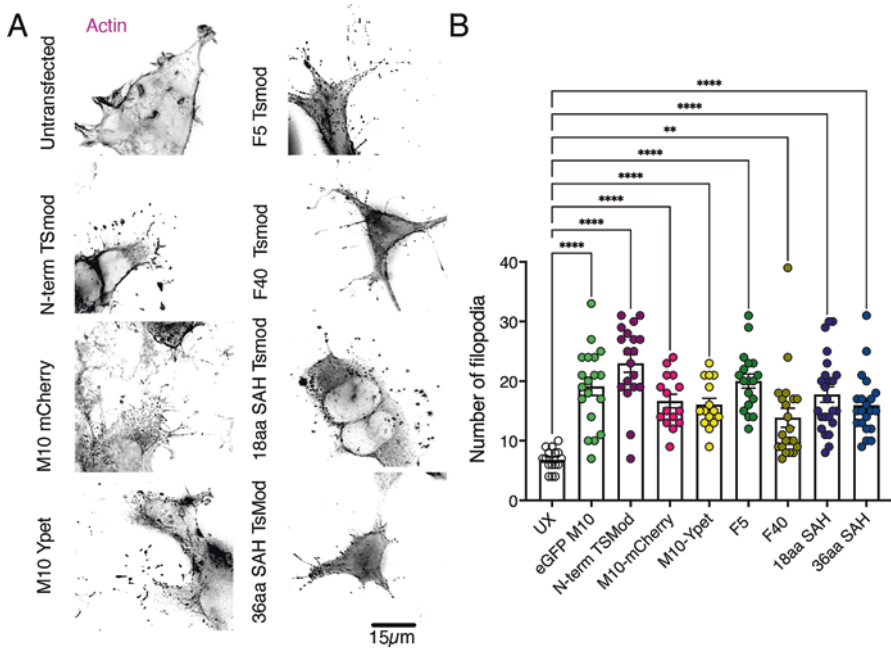 A
Actin
Untransfected
F5 Tsmod
N-term TSmod
F40 Tsmod
M10 mCherry
18aa SAH Tsmod
M10 Ypet
36aa SAH TsMod
15µm
B
****
****
**
****
****
****
****
****
Number of filopodia
40
30
20
10
0
UX
eGFP M10
N-term TSMod
M10-mCherry
M10-Ypet
F5
F40
18aa SAH
36aa SAH